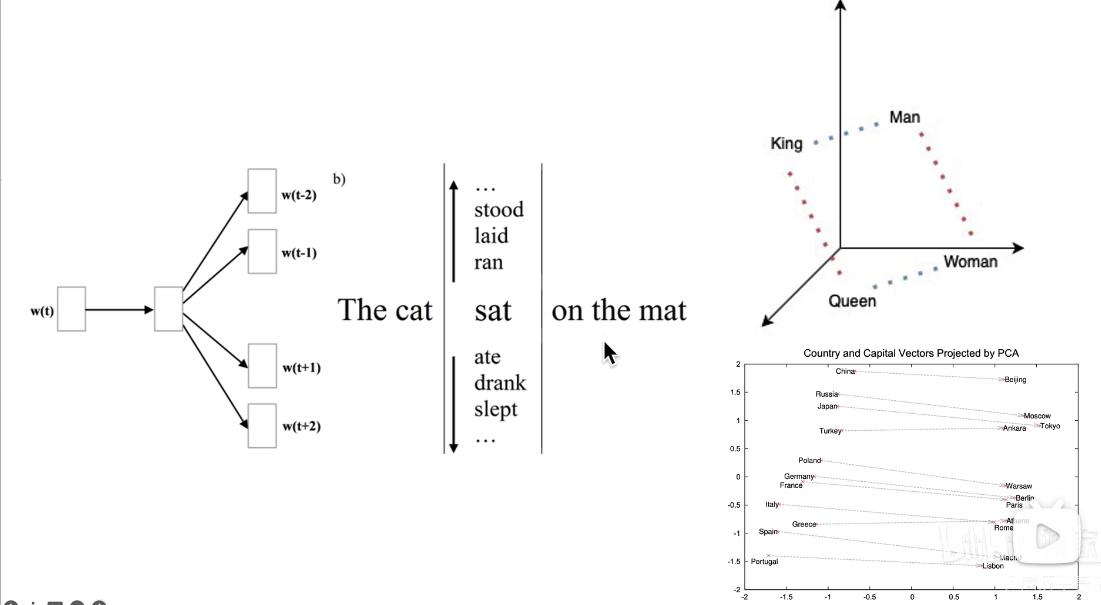 w(t)
w(t-2)
w(t-1)
w(t+1)
w(t+2)
b)
...
stood
laid
ran
The cat sat on the mat
ate
drank
slept
...
King
Man
Woman
Queen
Country and Capital Vectors Projected by PCA
2
1.5
1
0.5
0
-0.5
-1
-1.5
-2
China Beijing
Russia Moscow
Japan Tokyo
Turkey Ankara
Poland Warsaw
Germany Berlin
France Paris
Italy Rome
Greece
Spain
Portugal Lisbon
-2 -1.5 -1 -0.5 0 0.5 1 1.5 2